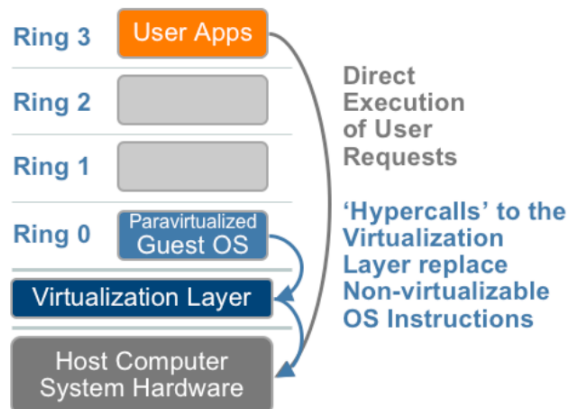 Ring 3
User Apps
Ring 2
Ring 1
Ring 0
Paravirtualized
Guest OS
Virtualization Layer
Host Computer
System Hardware
Direct
Execution
of User
Requests
‘Hypercalls’ to the
Virtualization
Layer replace
Non-virtualizable
OS Instructions